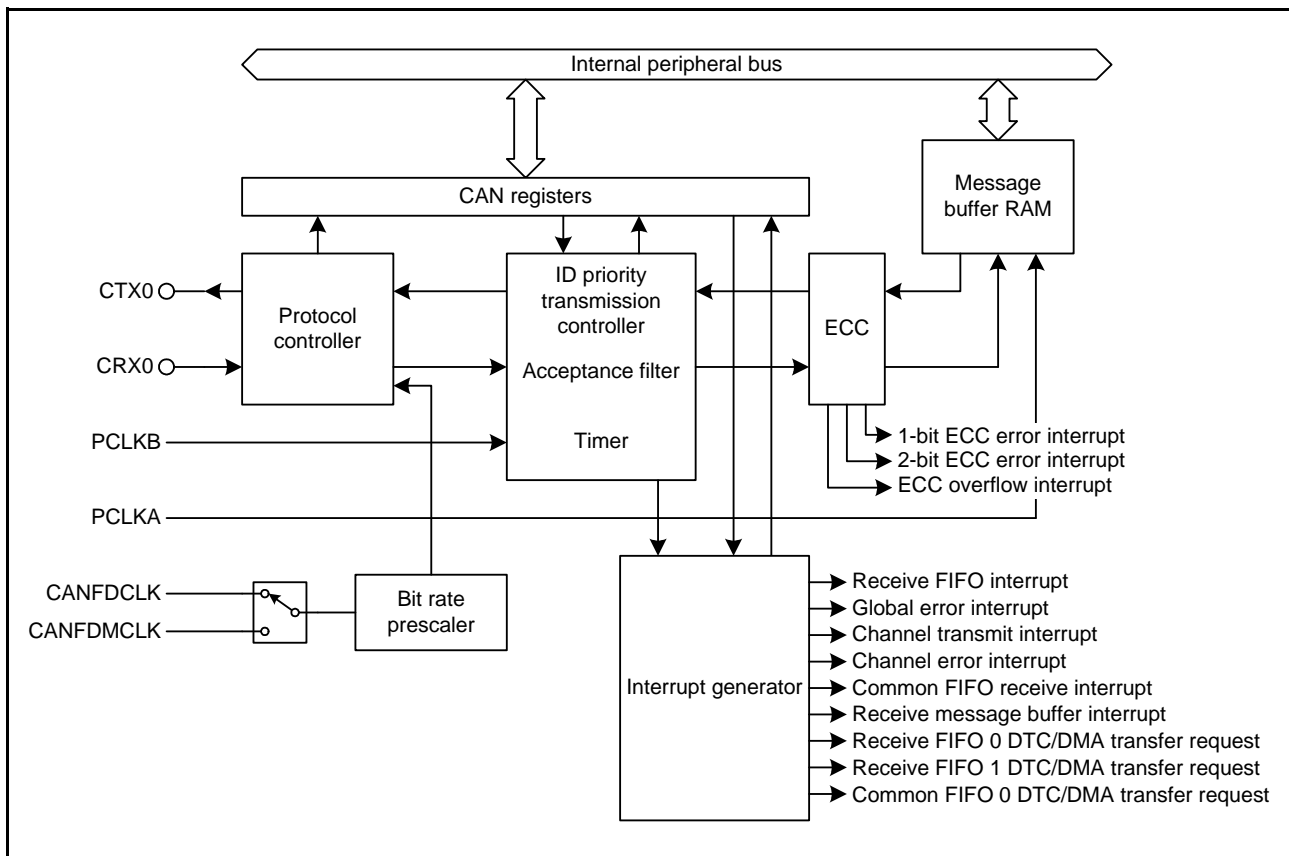 Internal peripheral bus
CAN registers
Message
buffer RAM
CTX0
CRX0
Protocol
controller
ID priority
transmission
controller
Acceptance filter
Timer
ECC
PCLKB
PCLKA
1-bit ECC error interrupt
2-bit ECC error interrupt
ECC overflow interrupt
CANFDCLK
CANFDMCLK
Bit rate
prescaler
Interrupt generator
Receive FIFO interrupt
Global error interrupt
Channel transmit interrupt
Channel error interrupt
Common FIFO receive interrupt
Receive message buffer interrupt
Receive FIFO 0 DTC/DMA transfer request
Receive FIFO 1 DTC/DMA transfer request
Common FIFO 0 DTC/DMA transfer request